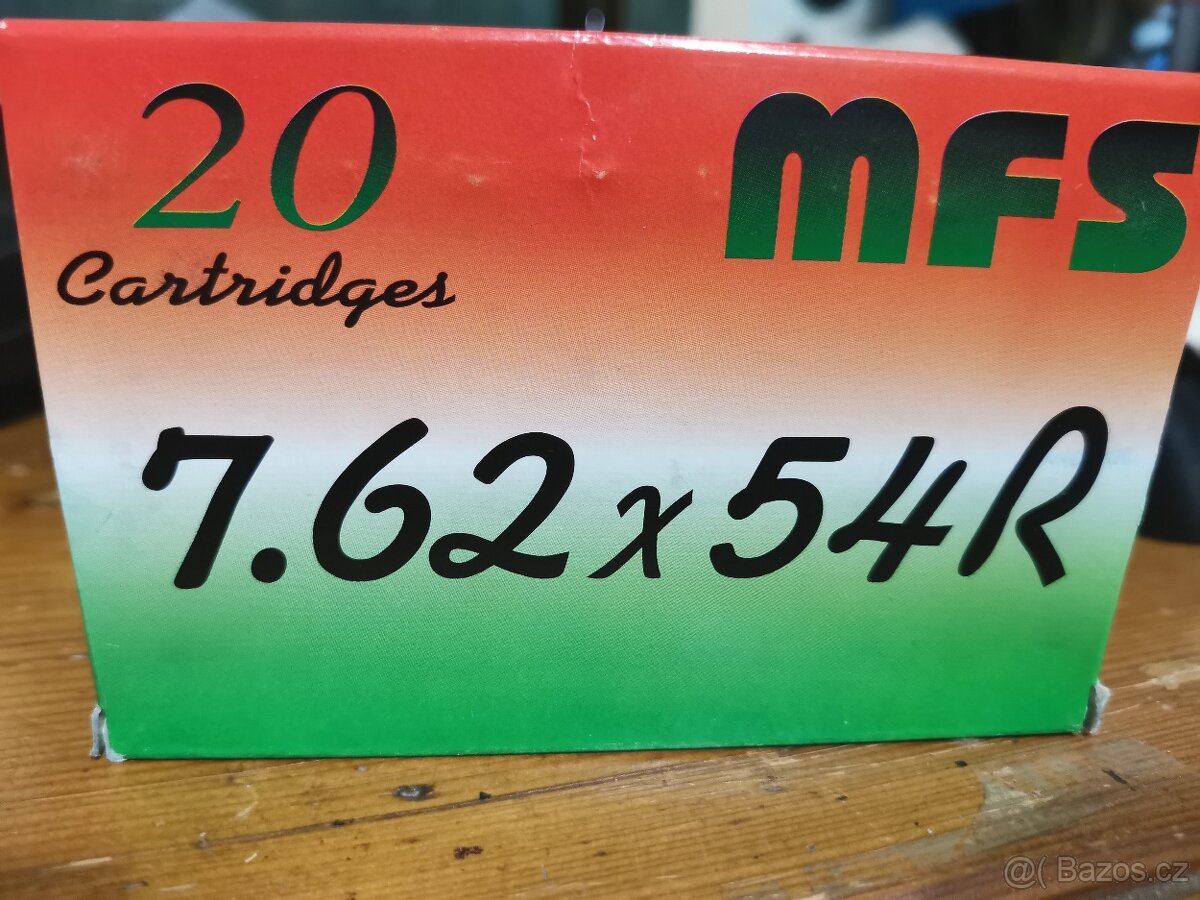 20 MFS
Cartridges
7.62x54R
@( Bazos.cz